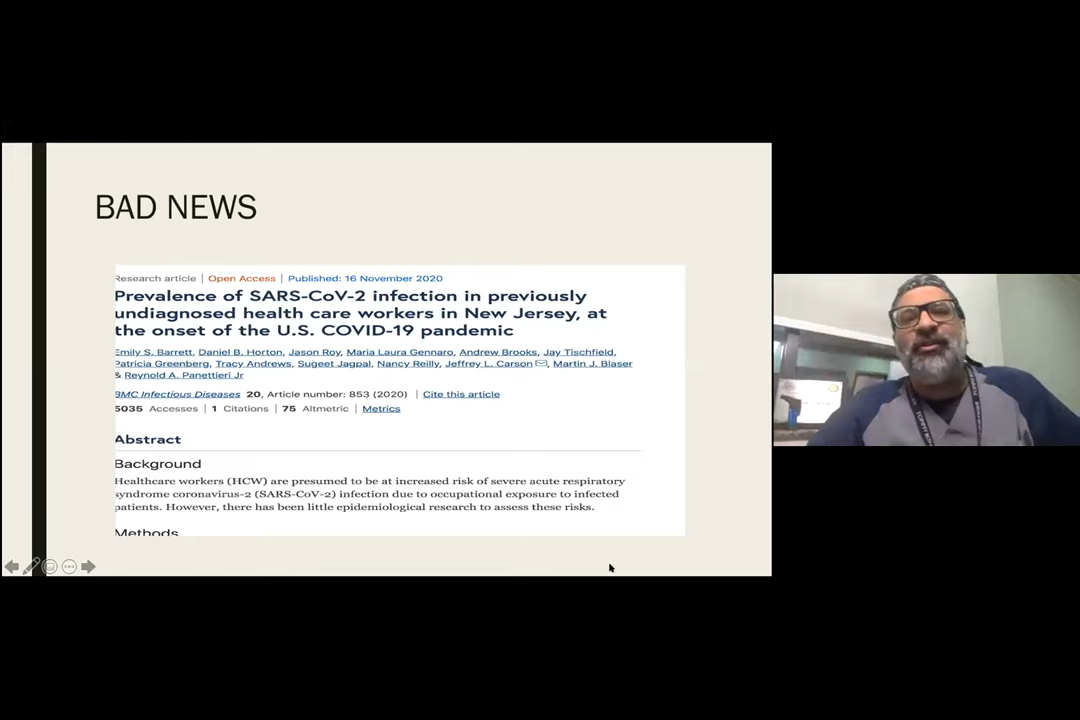 BAD NEWS
Research article | Open Access | Published: 16 November 2020
Prevalence of SARS-CoV-2 infection in previously
undiagnosed health care workers in New Jersey, at
the onset of the U.S. COVID-19 pandemic
Emily S. Barrett, Daniel B. Horton, Jason Roy, Maria Laura Gennaro, Andrew Brooks, Jay Tischfield,
Patricia Greenberg, Tracy Andrews, Sugeet Jagpal, Nancy Reilly, Jeffrey L. Carson, Martin J. Blaser
& Reynold A. Panettieri Jr
BMC Infectious Diseases 20, Article number: 853 (2020) | Cite this article
5035 Accesses | 1 Citations | 75 Altmetric | Metrics
Abstract
Background
Healthcare workers (HCW) are presumed to be at increased risk of severe acute respiratory
syndrome coronavirus-2 (SARS-CoV-2) infection due to occupational exposure to infected
patients. However, there has been little epidemiological research to assess these risks.
Methods